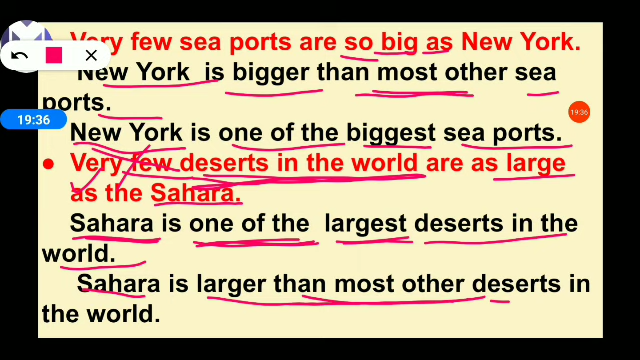 Very few sea ports are so big as New York.
New York is bigger than most other sea
ports.
19:36
19:36
New York is one of the biggest sea ports.
• Very few deserts in the world are as large
as the Sahara.
Sahara is one of the largest deserts in the
world.
Sahara is larger than most other deserts in
the world.